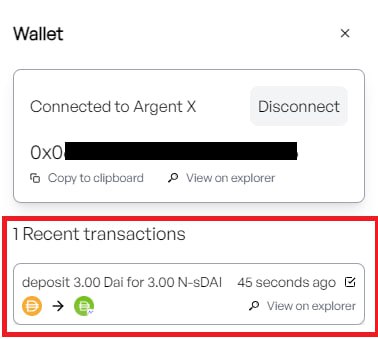 Wallet
Connected to Argent X
Disconnect
0x0
Copy to clipboard
View on explorer
1 Recent transactions
deposit 3.00 Dai for 3.00 N-sDAI
45 seconds ago
View on explorer